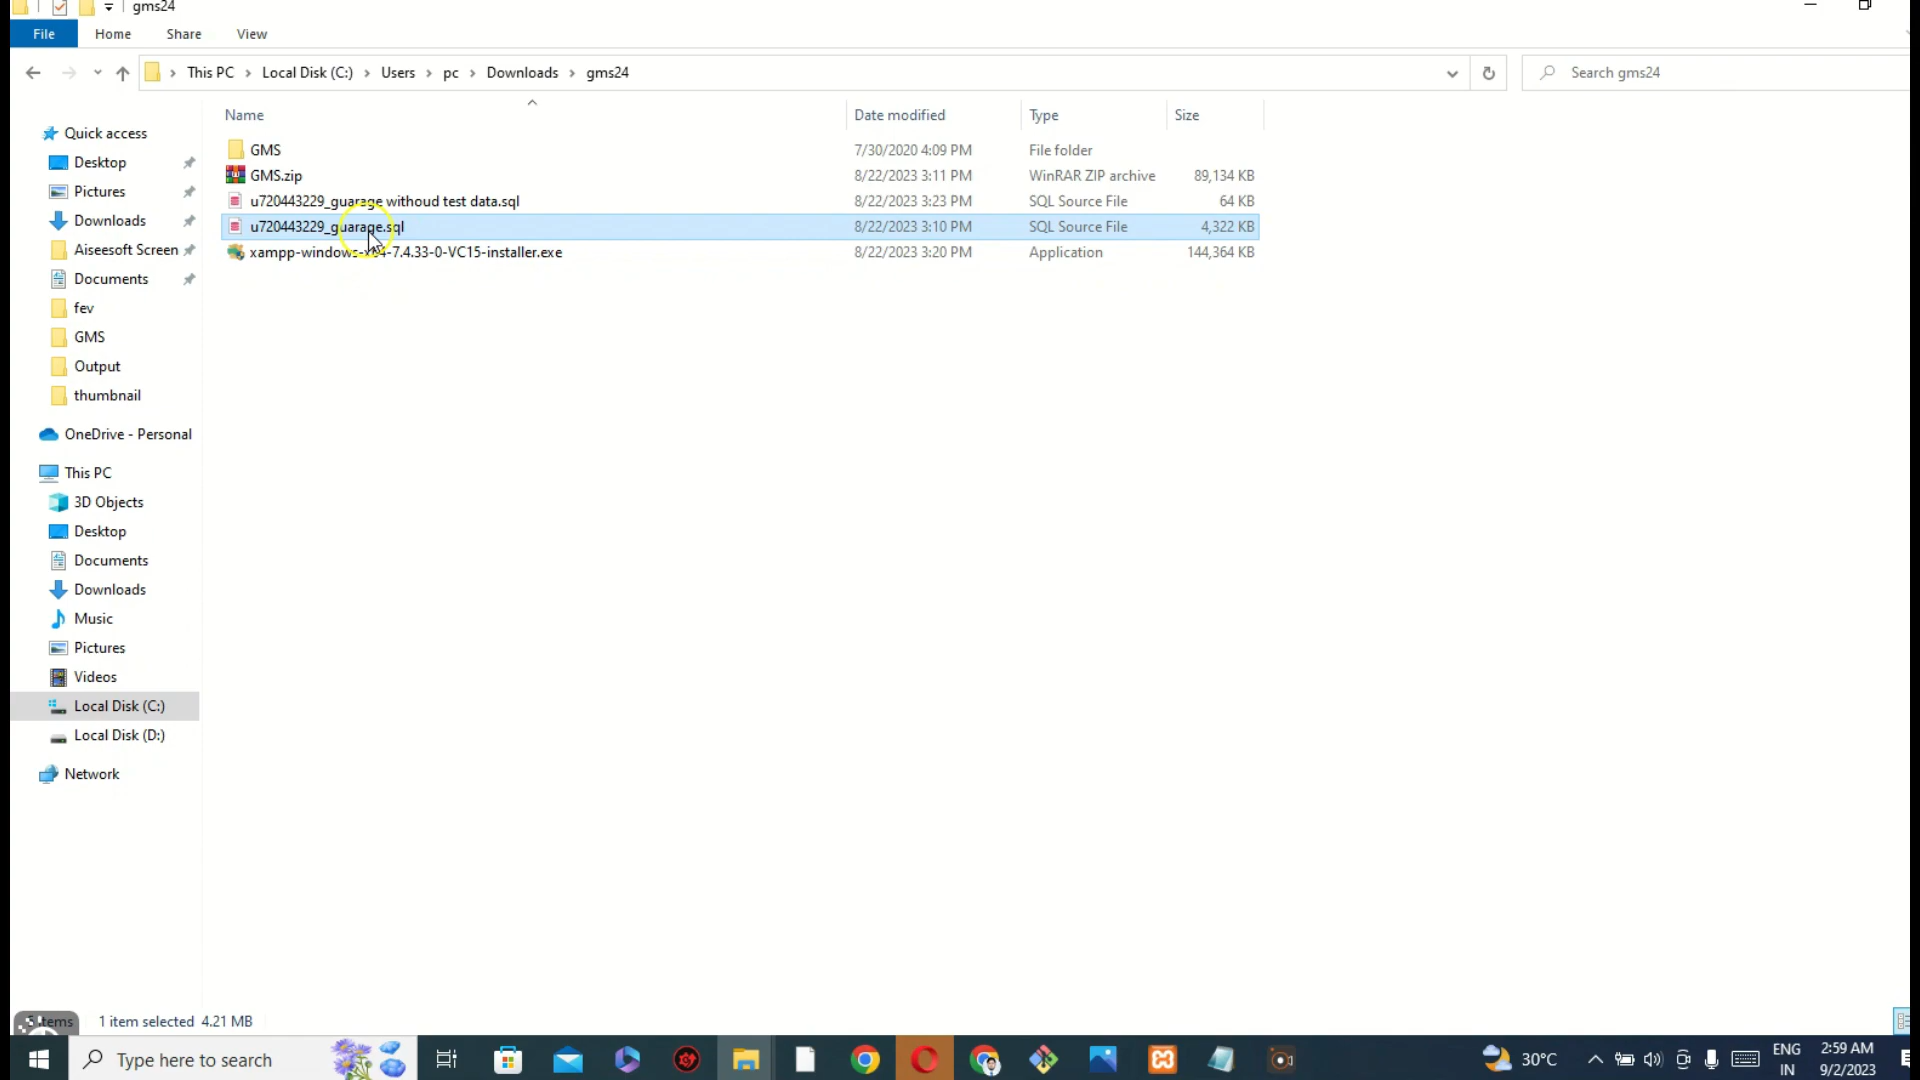 gms24
File Home Share View
This PC Local Disk (C:) Users pc Downloads gms24
Search gms24
Name Date modified Type Size
GMS 7/30/2020 4:09 PM File folder
GMS.zip 8/22/2023 3:11 PM WinRAR ZIP archive 89,134 KB
u720443229_guarage withoud test data.sql 8/22/2023 3:23 PM SQL Source File 64 KB
u720443229_guarage.sql 8/22/2023 3:10 PM SQL Source File 4,322 KB
xampp-windows-x64-7.4.33-0-VC15-installer.exe 8/22/2023 3:20 PM Application 144,364 KB
Quick access
Desktop
Pictures
Downloads
Aiseesoft Screen
Documents
fev
GMS
Output
thumbnail
OneDrive - Personal
This PC
3D Objects
Desktop
Documents
Downloads
Music
Pictures
Videos
Local Disk (C:)
Local Disk (D:)
Network
5 items 1 item selected 4.21 MB
Type here to search
30°C
ENG
IN
2:59 AM
9/2/2023